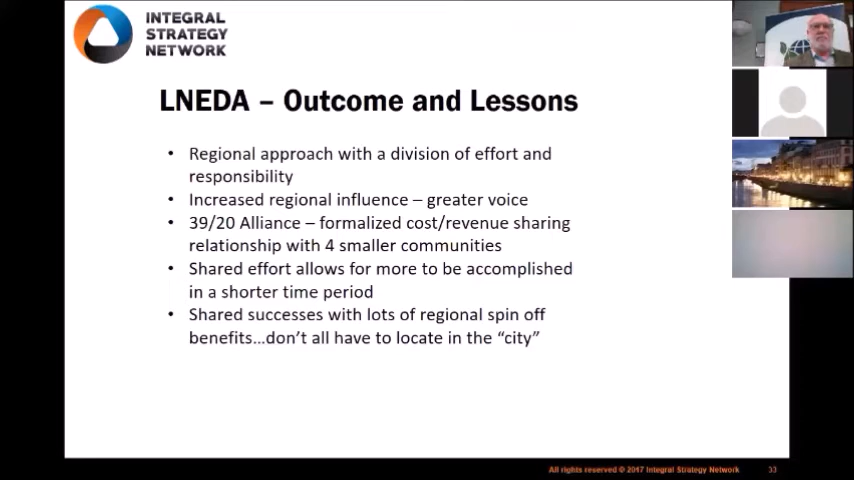 INTEGRAL
STRATEGY
NETWORK
LNEDA – Outcome and Lessons
• Regional approach with a division of effort and
responsibility
• Increased regional influence – greater voice
• 39/20 Alliance – formalized cost/revenue sharing
relationship with 4 smaller communities
• Shared effort allows for more to be accomplished
in a shorter time period
• Shared successes with lots of regional spin off
benefits…don’t all have to locate in the “city”
All rights reserved © 2017 Integral Strategy Network 33